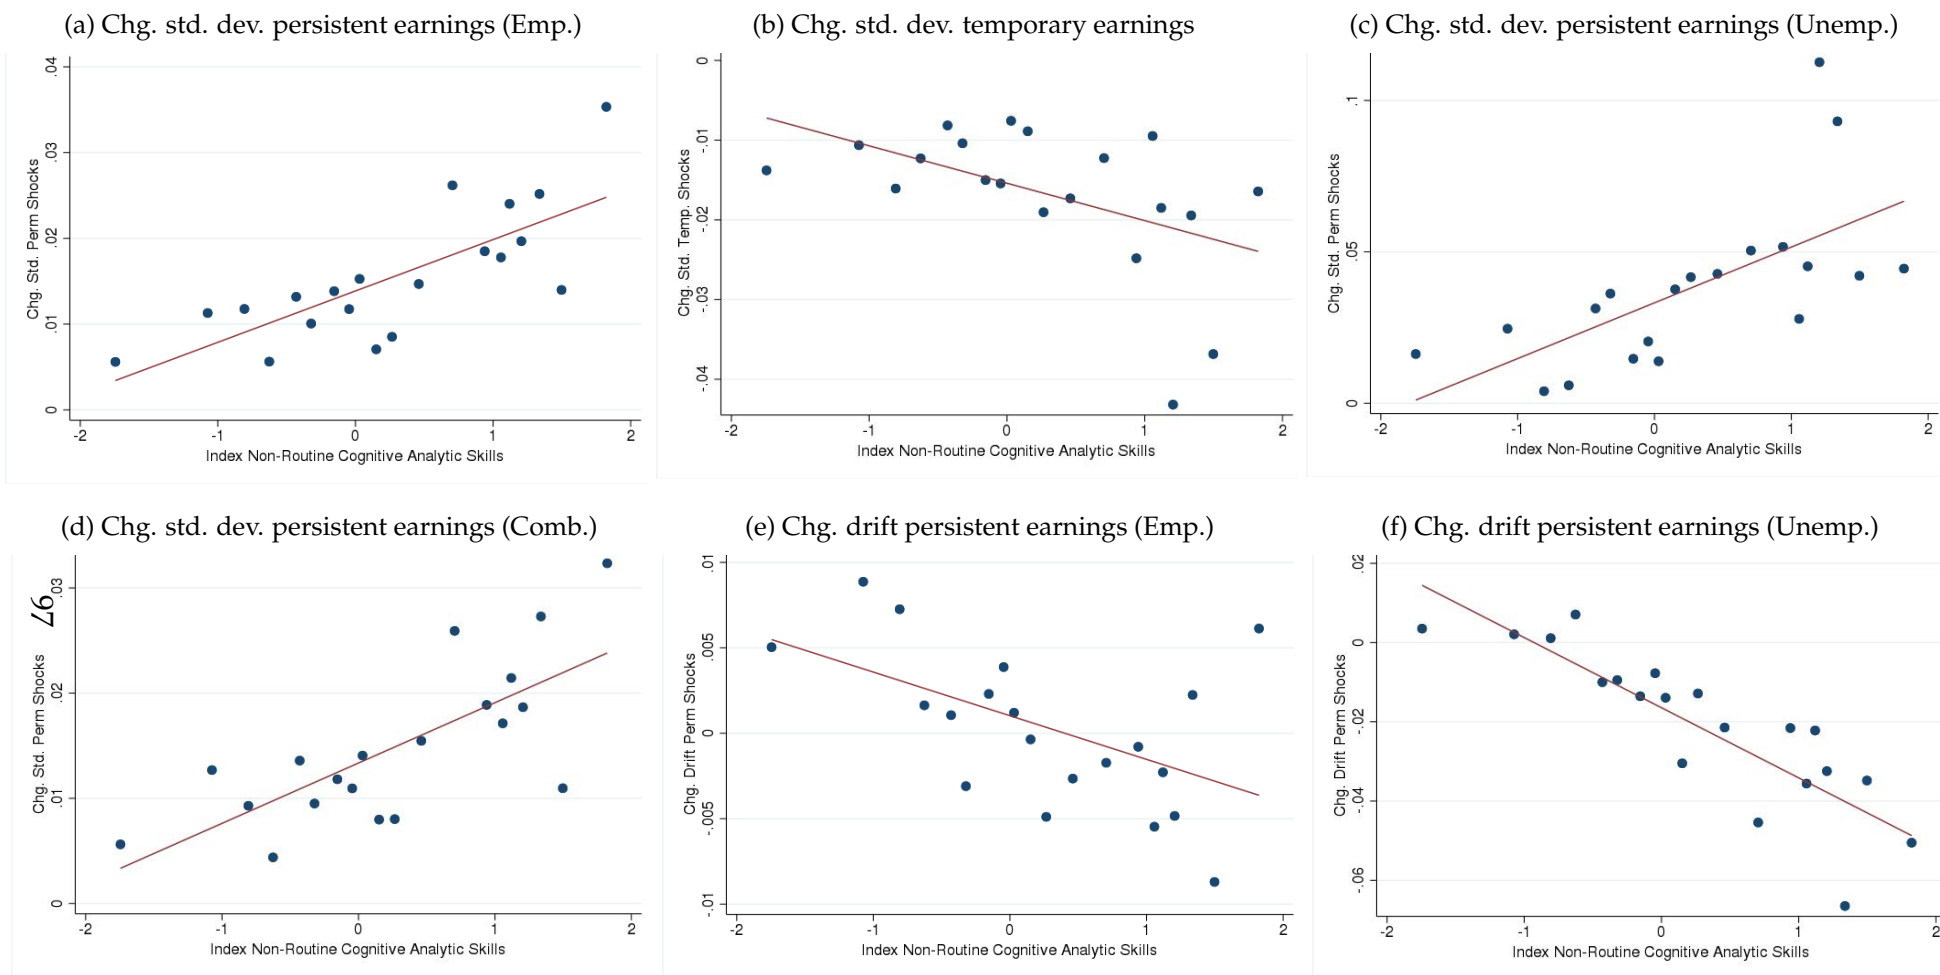 (a) Chg. std. dev. persistent earnings (Emp.)
Chg. Std. Perm Shocks
.04
.03
.02
.01
0
-2 -1 0 1 2
Index Non-Routine Cognitive Analytic Skills
(b) Chg. std. dev. temporary earnings
Chg. Std. Temp. Shocks
0
-.01
-.02
-.03
-.04
-2 -1 0 1 2
Index Non-Routine Cognitive Analytic Skills
(c) Chg. std. dev. persistent earnings (Unemp.)
Chg. Std. Perm Shocks
.1
.05
0
-2 -1 0 1 2
Index Non-Routine Cognitive Analytic Skills
(d) Chg. std. dev. persistent earnings (Comb.)
97
Chg. Std. Perm Shocks
.03
.02
.01
0
-2 -1 0 1 2
Index Non-Routine Cognitive Analytic Skills
(e) Chg. drift persistent earnings (Emp.)
Chg. Drift Perm Shocks
.01
.005
0
-.005
-.01
-2 -1 0 1 2
Index Non-Routine Cognitive Analytic Skills
(f) Chg. drift persistent earnings (Unemp.)
Chg. Drift Perm Shocks
.02
0
-.02
-.04
-.06
-2 -1 0 1 2
Index Non-Routine Cognitive Analytic Skills